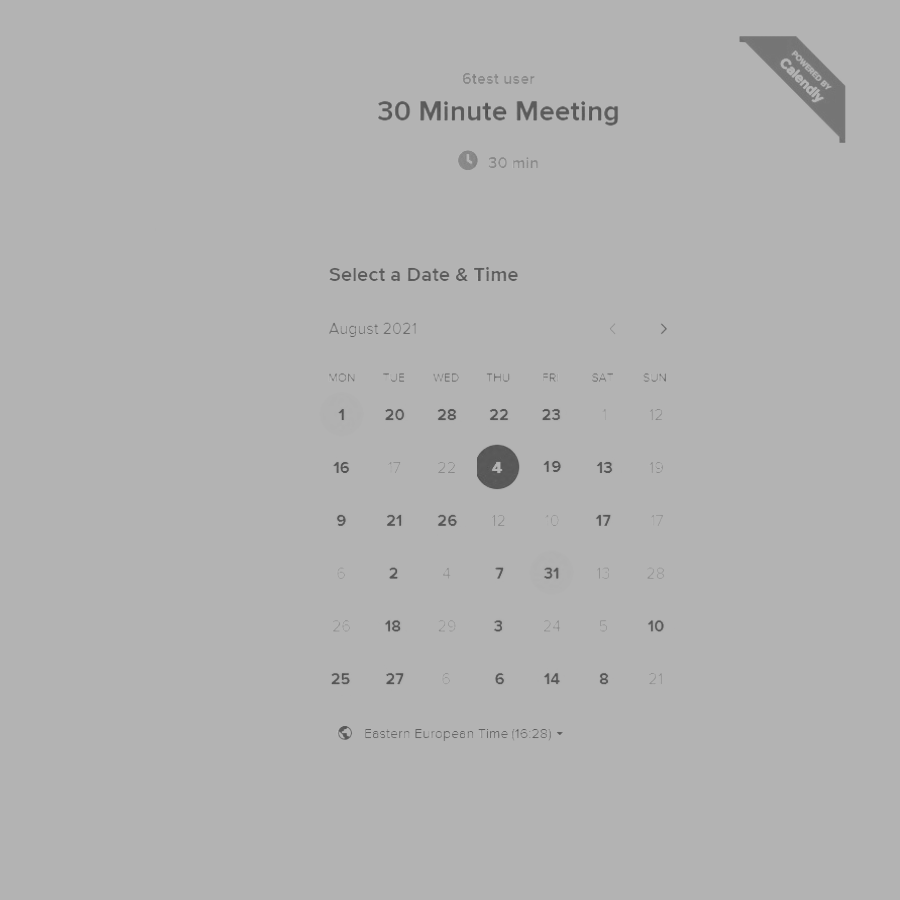 POWERED BY
Calendly
6test user
30 Minute Meeting
30 min
Select a Date & Time
August 2021
MON TUE WED THU FRI SAT SUN
1 20 28 22 23 1 12
16 17 22 4 19 13 19
9 21 26 12 10 17 17
6 2 4 7 31 13 28
26 18 29 3 24 5 10
25 27 6 6 14 8 21
Eastern European Time (16:28)